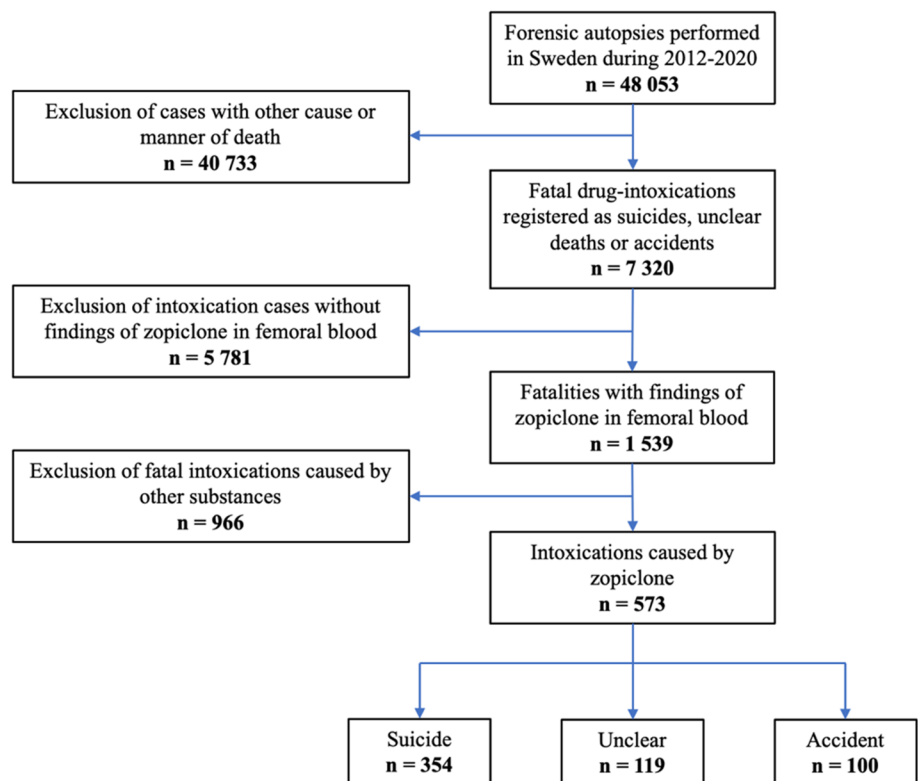 Forensic autopsies performed
in Sweden during 2012-2020
n = 48 053
Exclusion of cases with other cause or
manner of death
n = 40 733
Fatal drug-intoxications
registered as suicides, unclear
deaths or accidents
n = 7 320
Exclusion of intoxication cases without
findings of zopiclone in femoral blood
n = 5 781
Fatalities with findings of
zopiclone in femoral blood
n = 1 539
Exclusion of fatal intoxications caused by
other substances
n = 966
Intoxications caused by
zopiclone
n = 573
Suicide
n = 354
Unclear
n = 119
Accident
n = 100